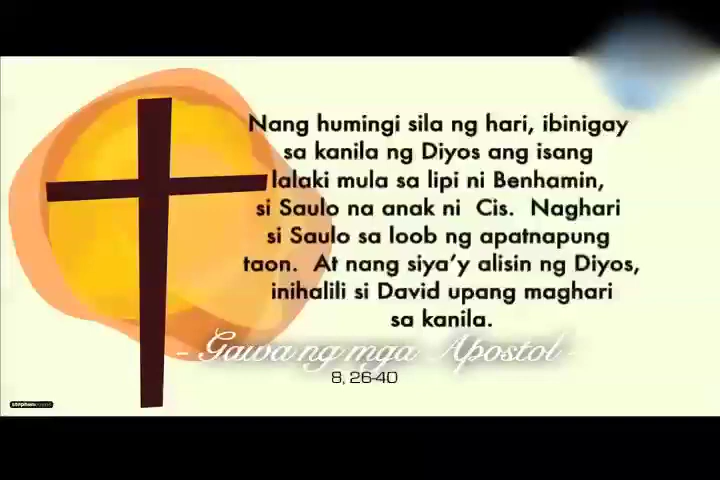 Nang humingi sila ng hari, ibinigay
sa kanila ng Diyos ang isang
lalaki mula sa lipi ni Benhamin,
si Saulo na anak ni Cis. Naghari
si Saulo sa loob ng apatnapung
taon. At nang siya'y alisin ng Diyos,
inihalili si David upang maghari
sa kanila.
- Gawa ng mga Apostol -
8, 26-40